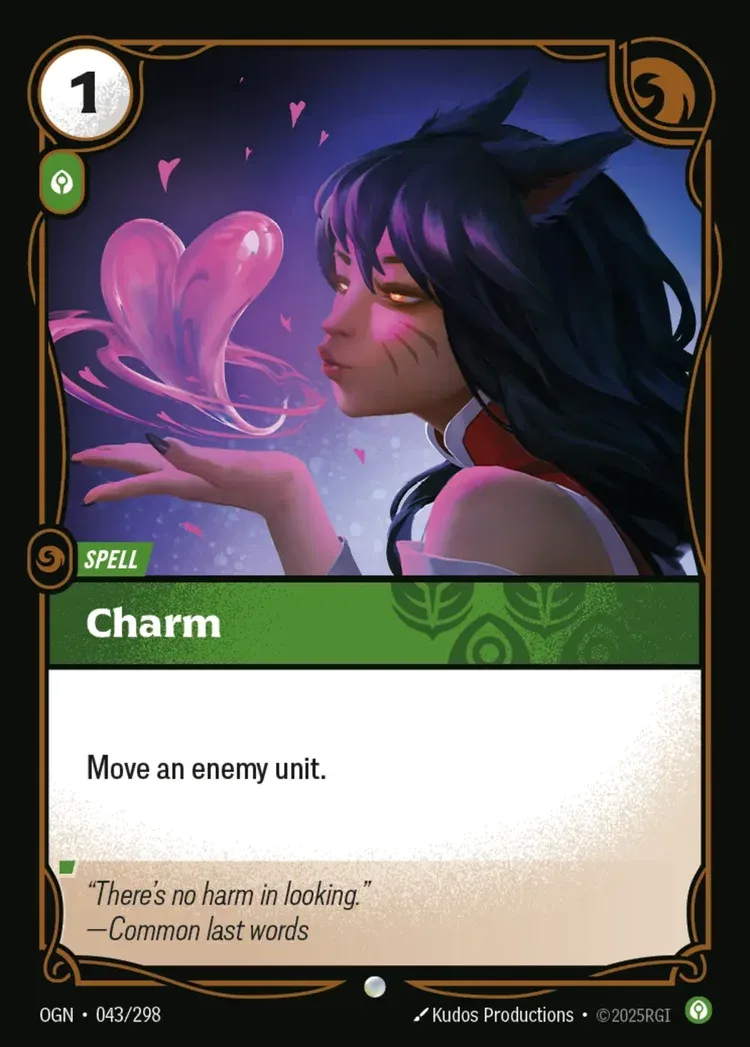 1
SPELL
Charm
Move an enemy unit.
“There’s no harm in looking.”
—Common last words
OGN • 043/298
Kudos Productions • ©2025RGI